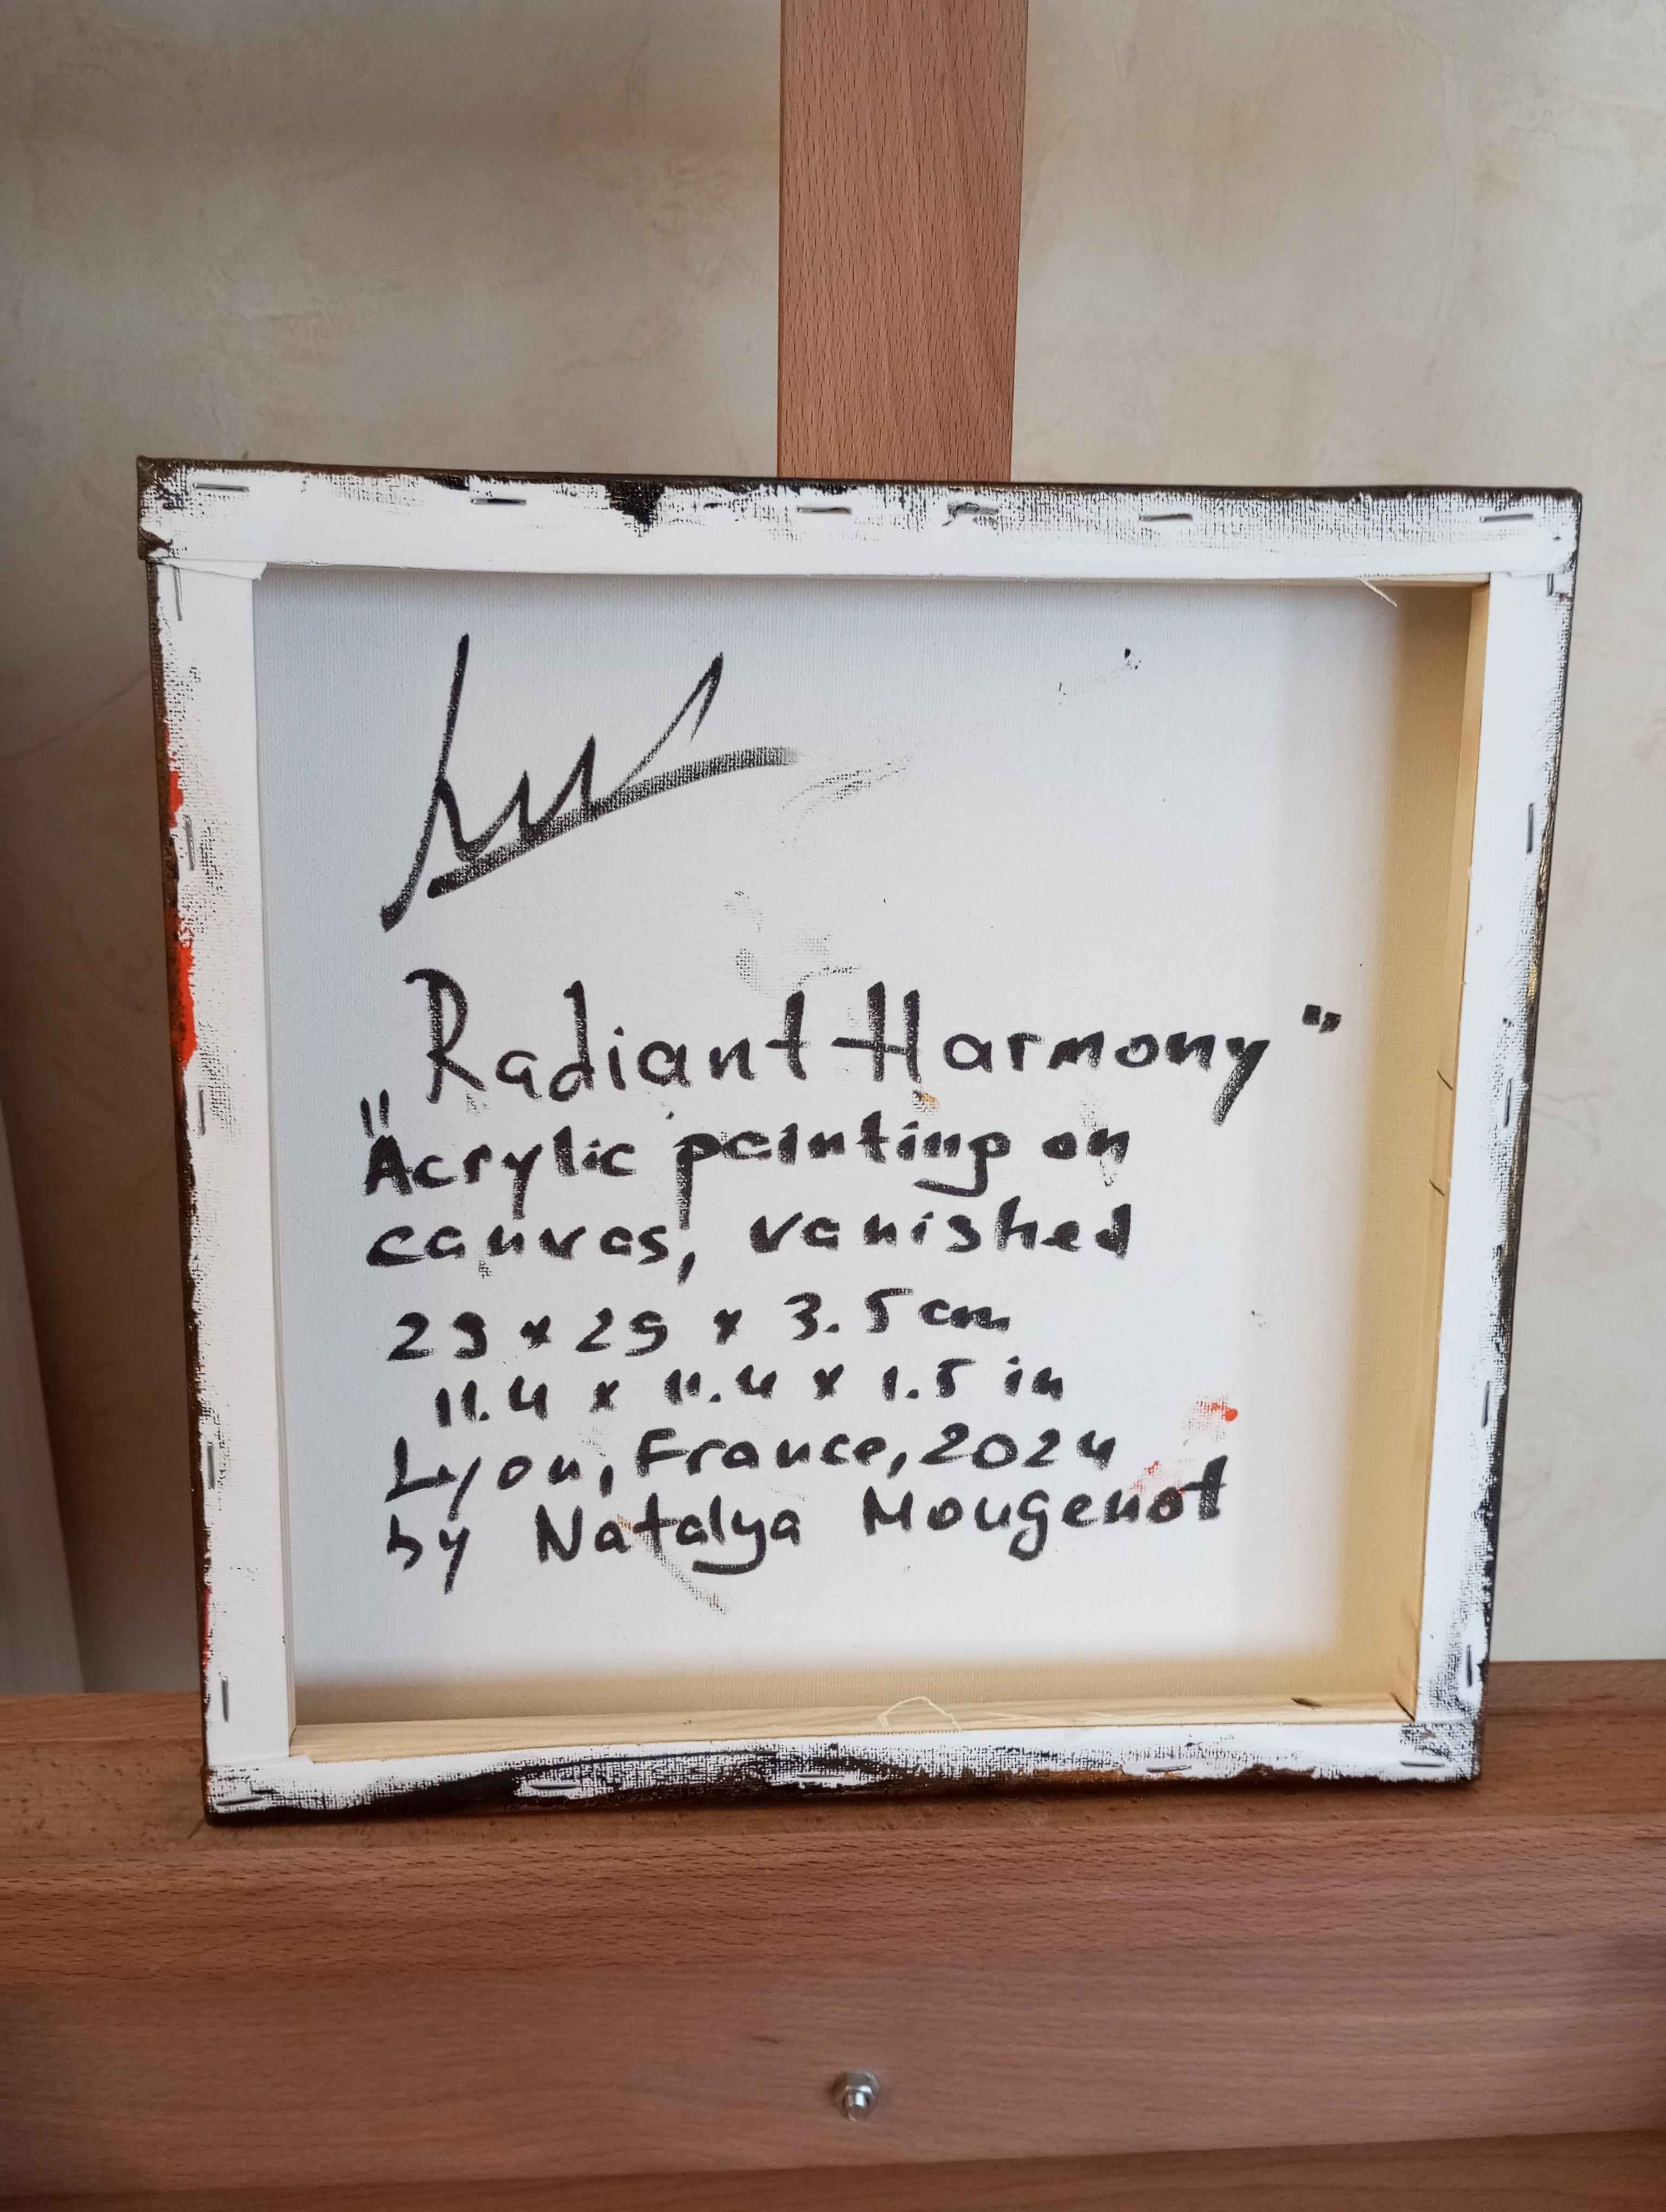 Radiant Harmony"
"Acrylic painting on
canvas, vanished
29 x 29 x 3.5 cm
11.4 x 11.4 x 1.5 in
Lyon, France, 2024
by Natalya Mougenot